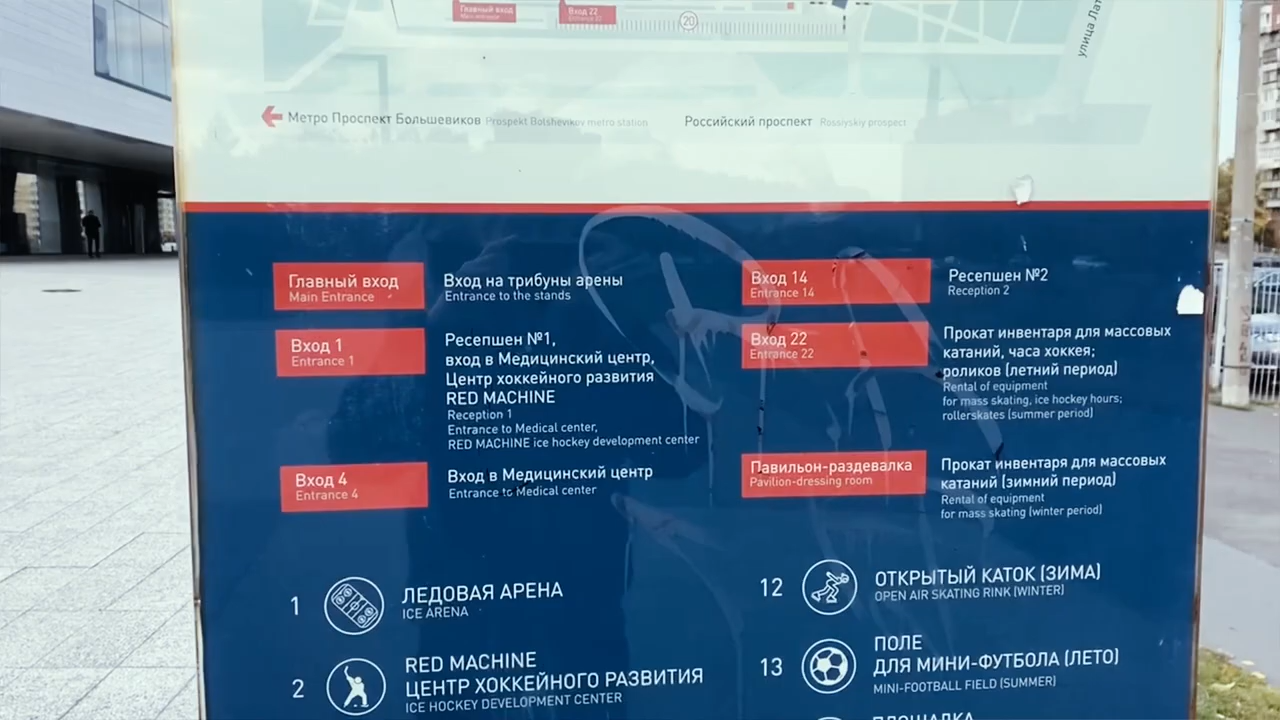 Главный вход
Main entrance
Вход 22
Entrance 22
20
улица Лат
Метро Проспект Большевиков Prospekt Bolshevikov metro station
Российский проспект Rossiyskiy prospect
Главный вход
Main Entrance
Вход на трибуны арены
Entrance to the stands
Вход 1
Entrance 1
Ресепшен №1,
вход в Медицинский центр,
Центр хоккейного развития
RED MACHINE
Reception 1
Entrance to Medical center,
RED MACHINE ice hockey development center
Вход 4
Entrance 4
Вход в Медицинский центр
Entrance to Medical center
Вход 14
Entrance 14
Ресепшен №2
Reception 2
Вход 22
Entrance 22
Прокат инвентаря для массовых
катаний, часа хоккея;
роликов (летний период)
Rental of equipment
for mass skating, ice hockey hours;
rollerskates (summer period)
Павильон-раздевалка
Pavilion-dressing room
Прокат инвентаря для массовых
катаний (зимний период)
Rental of equipment
for mass skating (winter period)
1
ЛЕДОВАЯ АРЕНА
ICE ARENA
2
RED MACHINE
ЦЕНТР ХОККЕЙНОГО РАЗВИТИЯ
ICE HOCKEY DEVELOPMENT CENTER
12
ОТКРЫТЫЙ КАТОК (ЗИМА)
OPEN AIR SKATING RINK (WINTER)
13
ПОЛЕ
ДЛЯ МИНИ-ФУТБОЛА (ЛЕТО)
MINI-FOOTBALL FIELD (SUMMER)
ПЛОЩАДКА